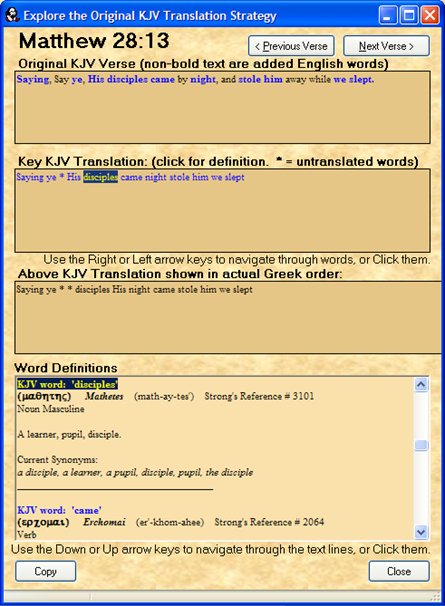 Explore the Original KJV Translation Strategy
Matthew 28:13
< Previous Verse
Next Verse >
Original KJV Verse (non-bold text are added English words)
Saying, Say ye, His disciples came by night, and stole him away while we slept.
Key KJV Translation: (click for definition. * = untranslated words)
Saying ye * His disciples came night stole him we slept
Use the Right or Left arrow keys to navigate through words, or Click them.
Above KJV Translation shown in actual Greek order:
Saying ye * * disciples His night came stole him we slept
Word Definitions
KJV word: 'disciples'
(μαθητης) Mathetes (math-ay-tes') Strong's Reference # 3101
Noun Masculine
A learner, pupil, disciple.
Current Synonyms:
a disciple, a learner, a pupil, disciple, pupil, the disciple
KJV word: 'came'
(ερχομαι) Erchomai (er'-khom-ahee) Strong's Reference # 2064
Verb
Use the Down or Up arrow keys to navigate through the text lines, or Click them.
Copy
Close